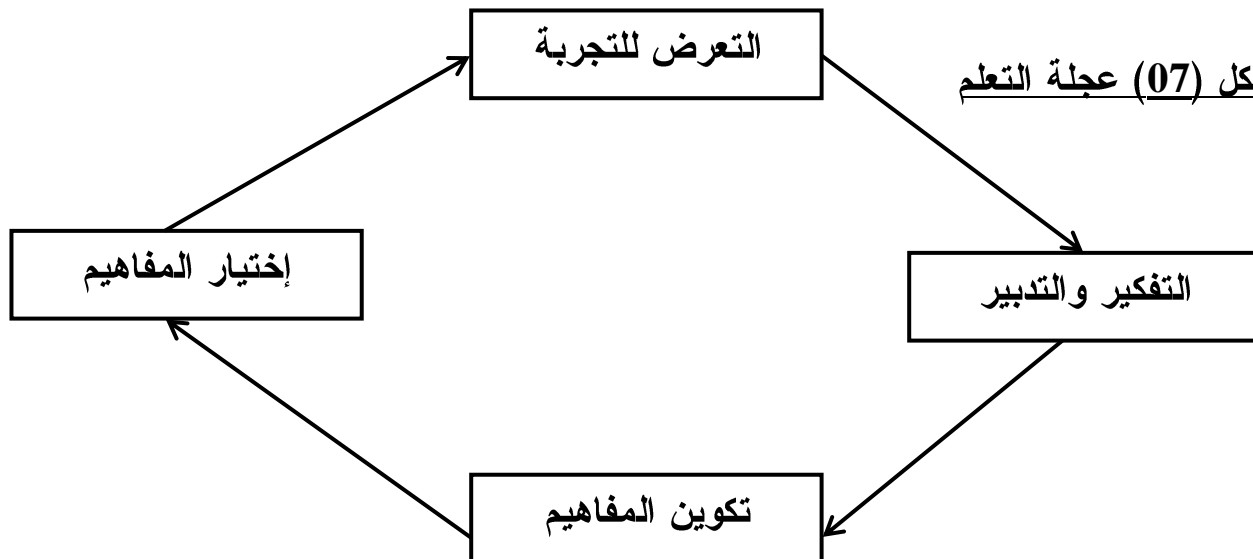 التعرض للتجربة
كل (07) عجلة التعلم
إختيار المفاهيم
التفكير والتدبير
تكوين المفاهيم